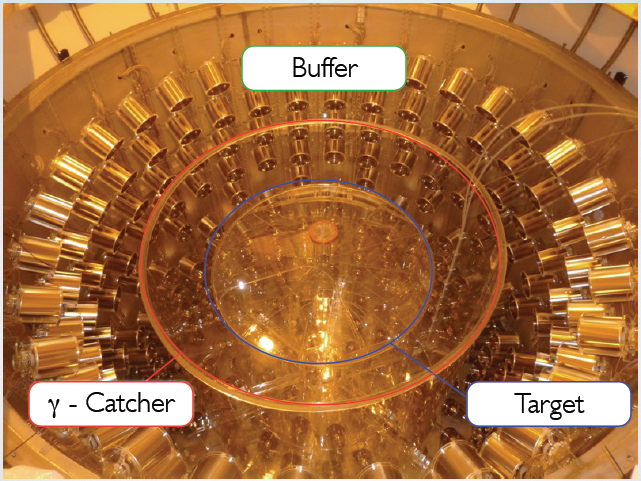 Buffer
γ - Catcher
Target